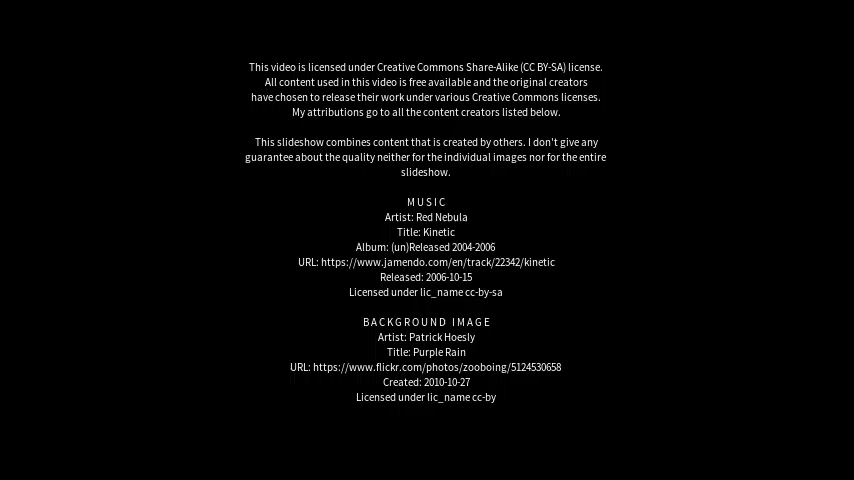 This video is licensed under Creative Commons Share-Alike (CC BY-SA) license.
All content used in this video is free available and the original creators
have chosen to release their work under various Creative Commons licenses.
My attributions go to all the content creators listed below.
This slideshow combines content that is created by others. I don't give any
guarantee about the quality neither for the individual images nor for the entire
slideshow.
MUSIC
Artist: Red Nebula
Title: Kinetic
Album: (un)Released 2004-2006
URL: https://www.jamendo.com/en/track/22342/kinetic
Released: 2006-10-15
Licensed under lic_name cc-by-sa
BACKGROUND IMAGE
Artist: Patrick Hoesly
Title: Purple Rain
URL: https://www.flickr.com/photos/zooboing/5124530658
Created: 2010-10-27
Licensed under lic_name cc-by